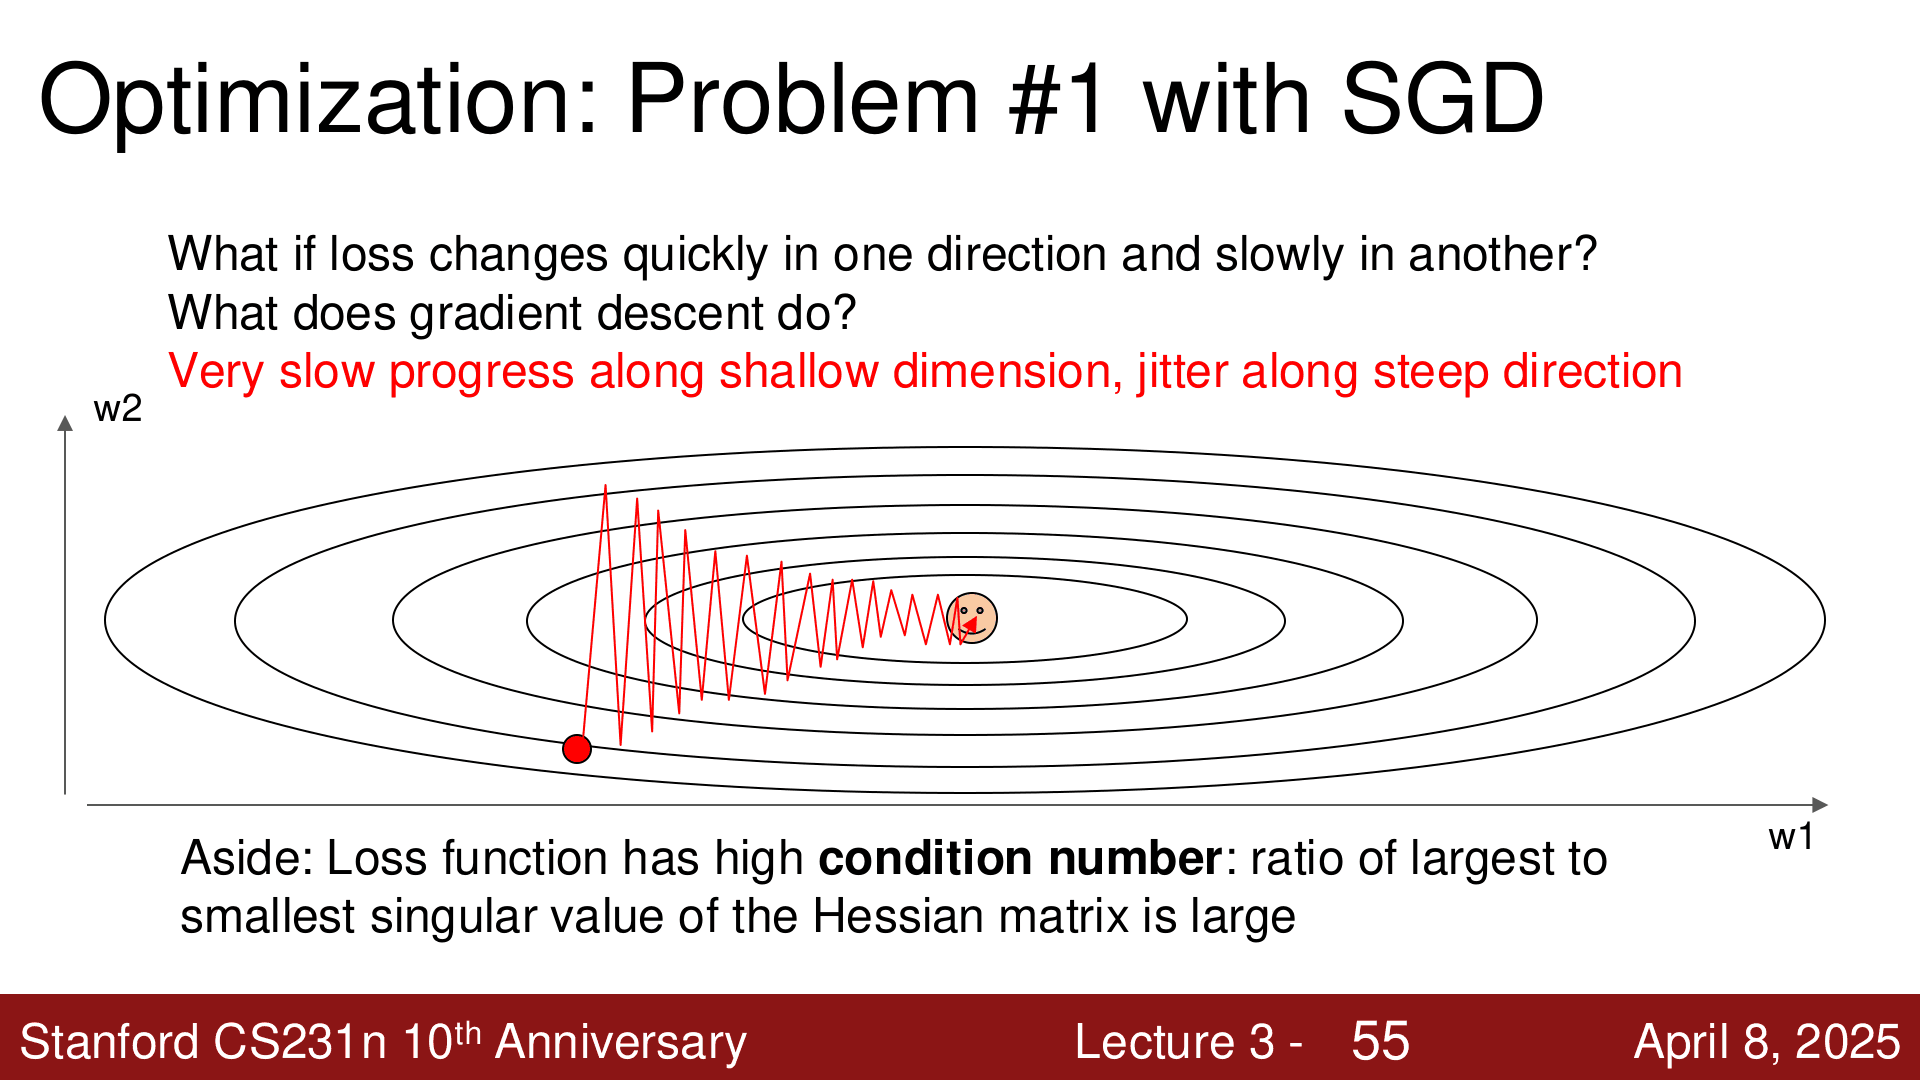 Optimization: Problem #1 with SGD
What if loss changes quickly in one direction and slowly in another?
What does gradient descent do?
Very slow progress along shallow dimension, jitter along steep direction
w2
w1
Aside: Loss function has high condition number: ratio of largest to
smallest singular value of the Hessian matrix is large
Stanford CS231n 10th Anniversary
Lecture 3 - 55
April 8, 2025